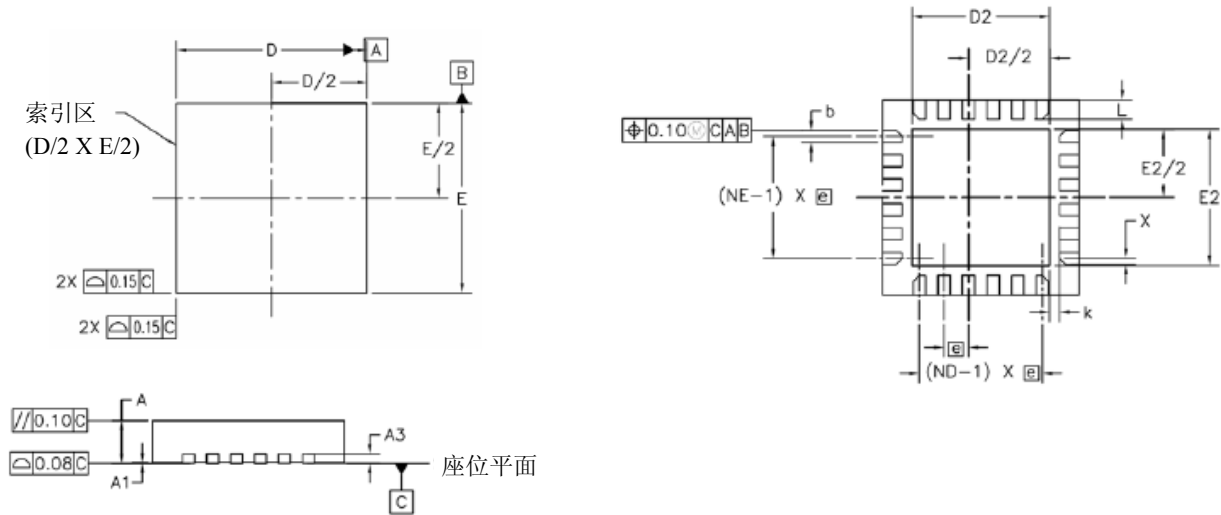 D
A
D/2
B
索引区
(D/2 X E/2)
E/2
E
2X ⌓ 0.15 C
2X ⌓ 0.15 C
// 0.10 C
A
A3
⌓ 0.08 C
A1
座位平面
C
D2
D2/2
b
L
⌖ 0.10 Ⓜ C A B
E2/2
(NE-1) X e
E2
X
k
e
(ND-1) X e